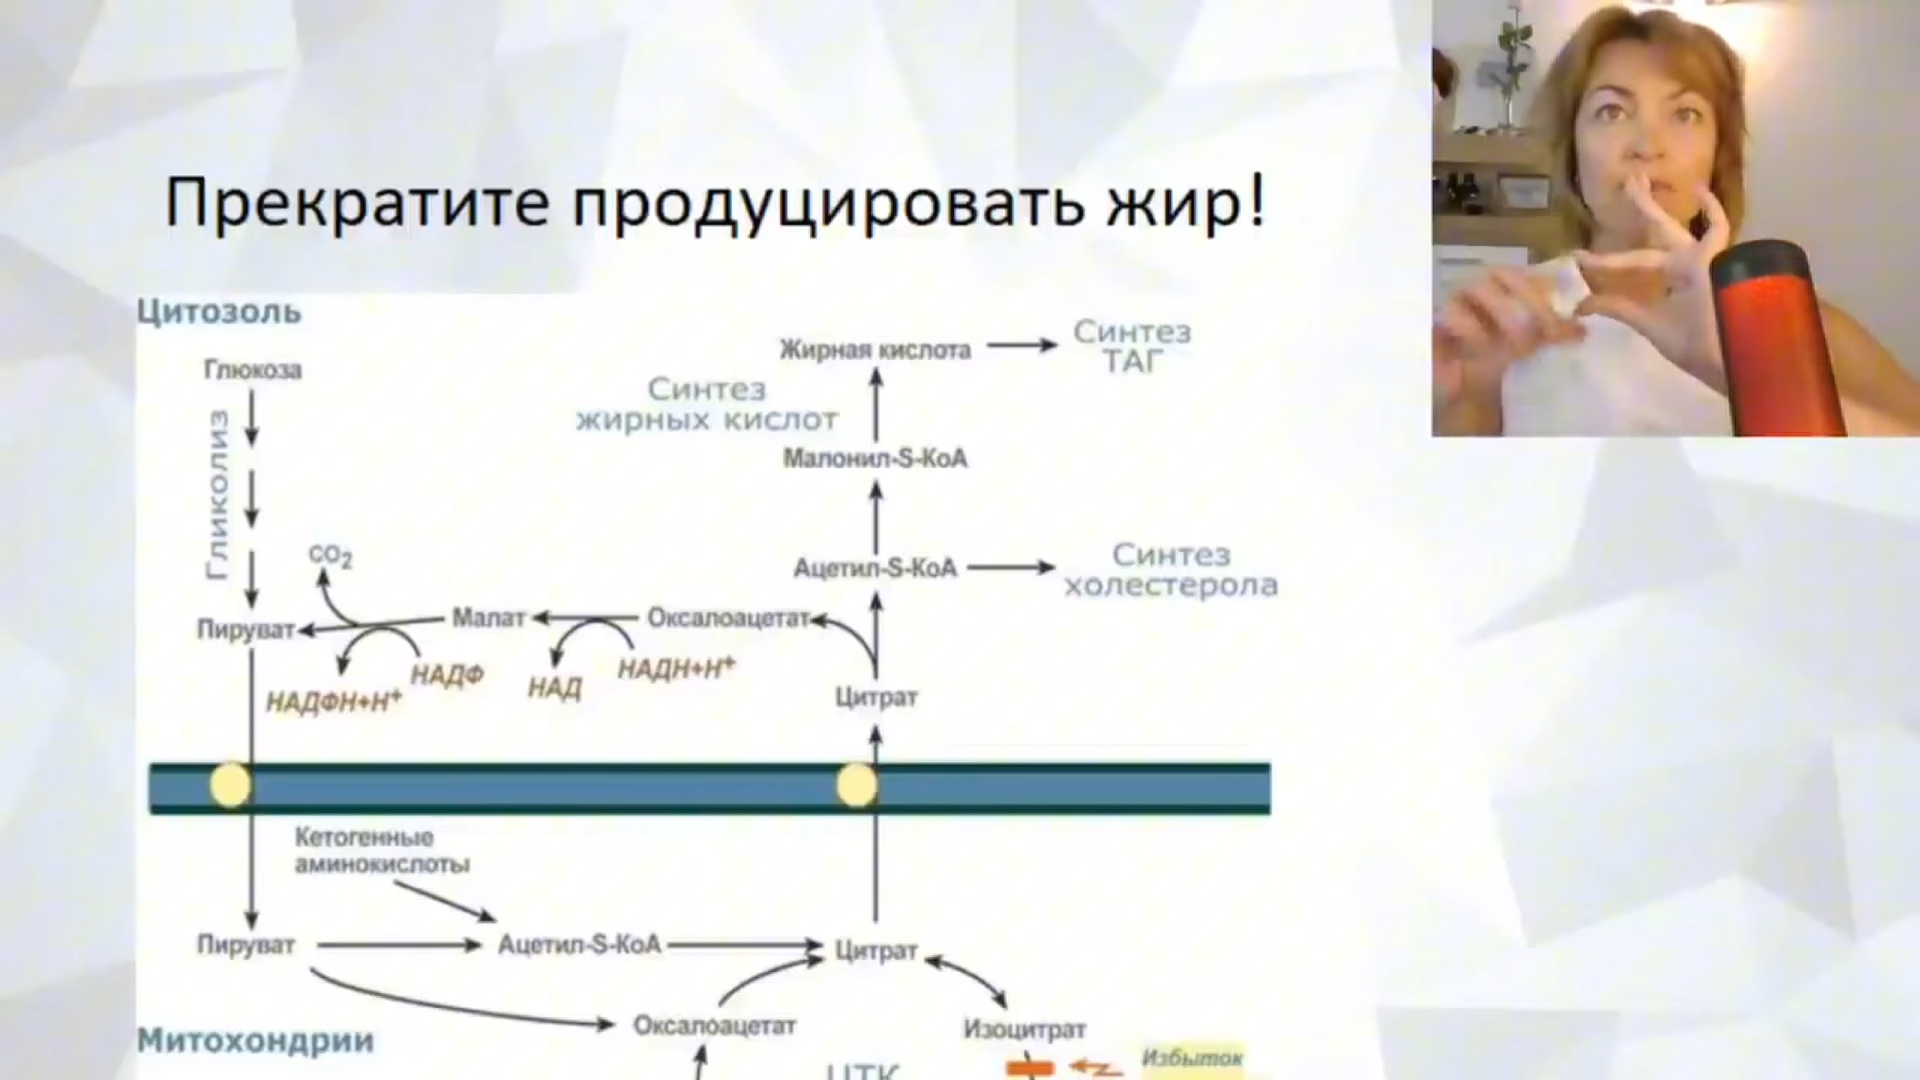 Прекратите продуцировать жир!
Цитозоль
Глюкоза
Гликолиз
Жирная кислота
Синтез
ТАГ
Синтез
жирных кислот
Малонил-S-КоА
Ацетил-S-КоА
Синтез
холестерола
CO2
Пируват
Малат
Оксалоацетат
НАДФ
НАДФН+Н+
НАД
НАДН+Н+
Цитрат
Кетогенные
аминокислоты
Пируват
Ацетил-S-КоА
Цитрат
Оксалоацетат
Изоцитрат
Митохондрии
ЦТК
Избыток